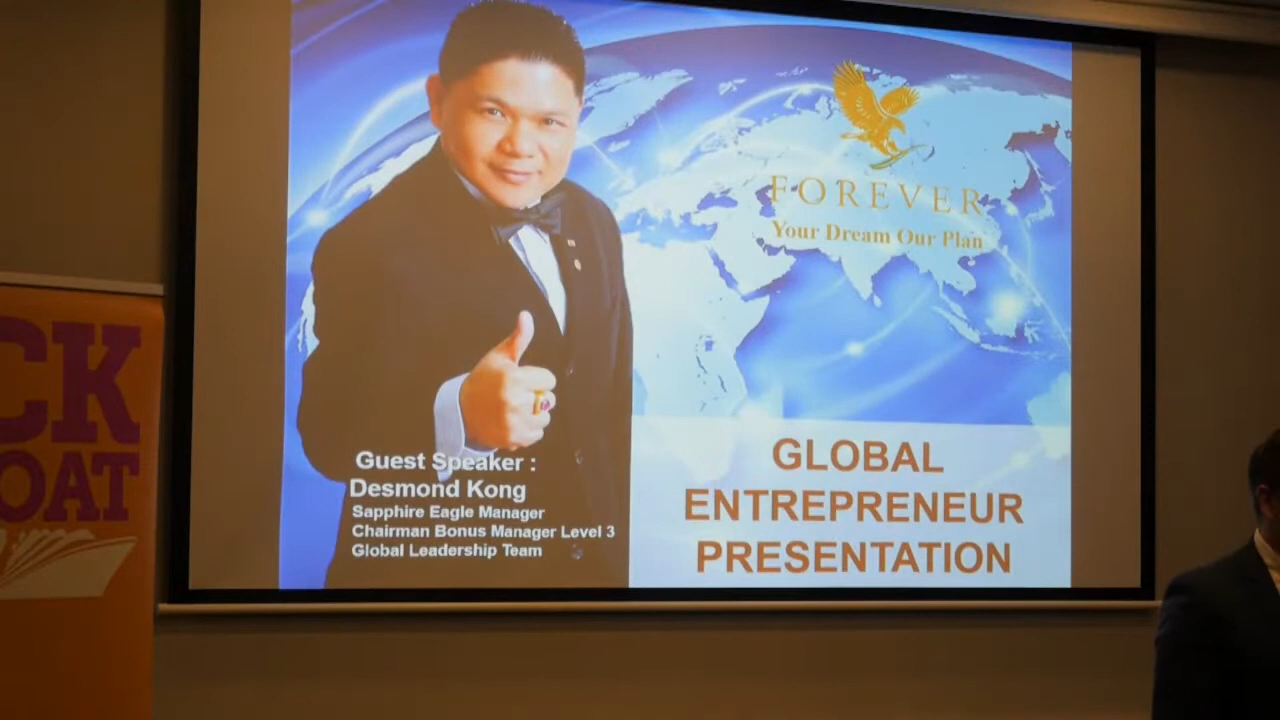 FOREVER
Your Dream Our Plan
Guest Speaker :
Desmond Kong
Sapphire Eagle Manager
Chairman Bonus Manager Level 3
Global Leadership Team
GLOBAL
ENTREPRENEUR
PRESENTATION
CK
OAT